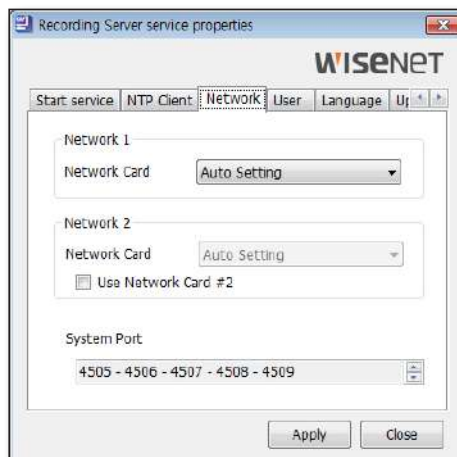 Recording Server service properties
WISENET
Start service NTP Client Network User Language
Network 1
Network Card Auto Setting
Network 2
Network Card Auto Setting
Use Network Card #2
System Port
4505 - 4506 - 4507 - 4508 - 4509
Apply Close